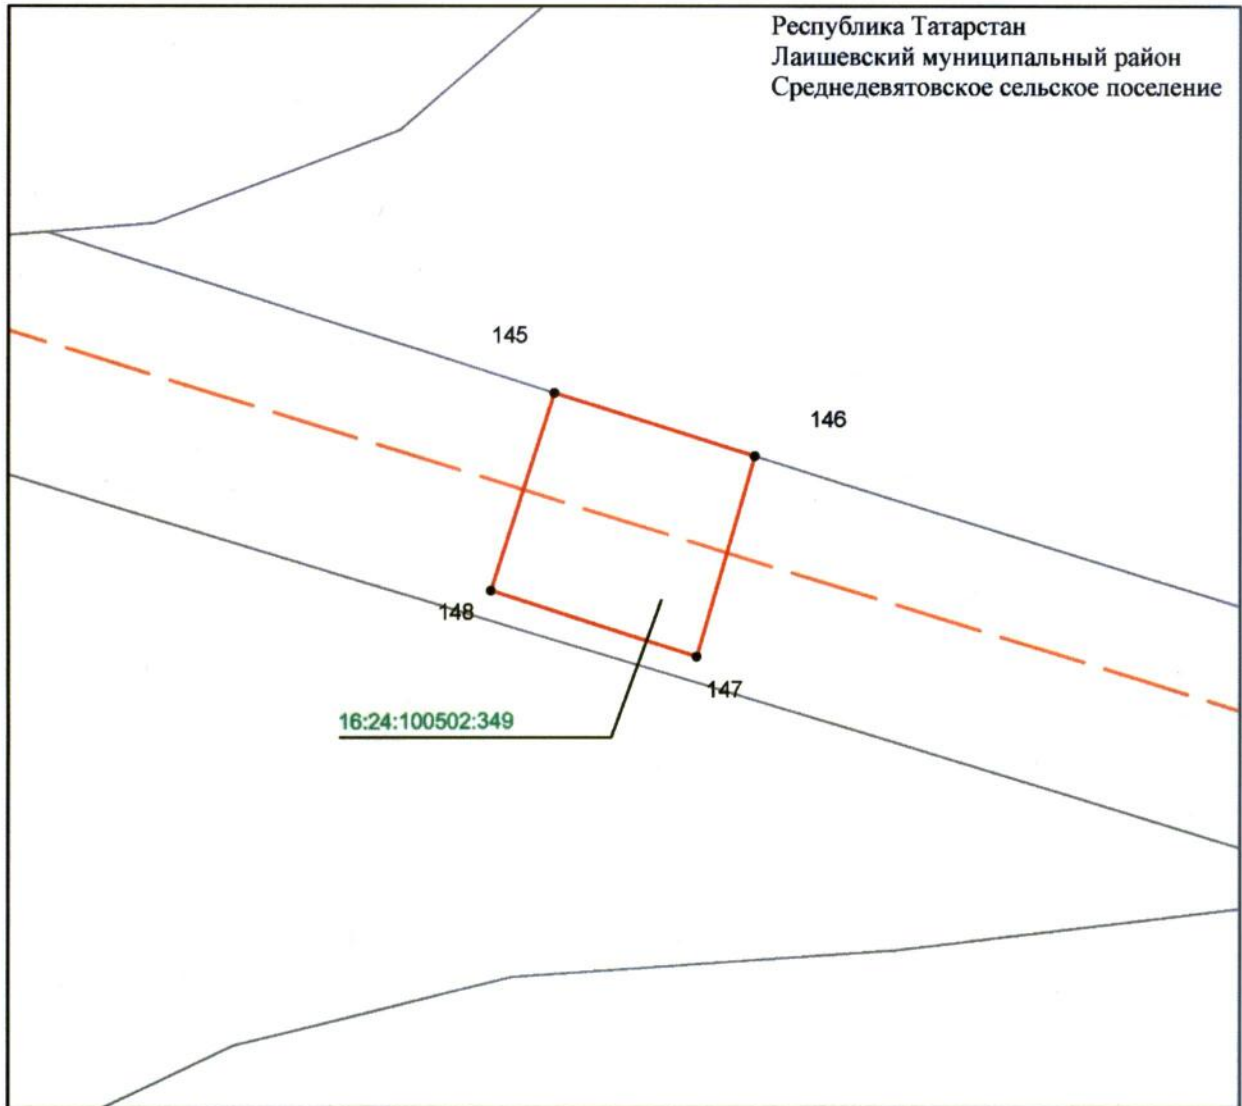 Республика Татарстан
Лаишевский муниципальный район
Среднедевятовское сельское поселение
145
146
148
147
16:24:100502:349